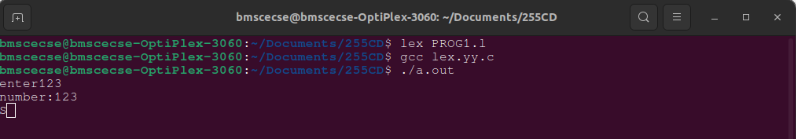 bmscecse@bmscecse-OptiPlex-3060: ~/Documents/255CD
bmscecse@bmscecse-OptiPlex-3060:~/Documents/255CD$ lex PROG1.l
bmscecse@bmscecse-OptiPlex-3060:~/Documents/255CD$ gcc lex.yy.c
bmscecse@bmscecse-OptiPlex-3060:~/Documents/255CD$ ./a.out
enter123
number:123
S